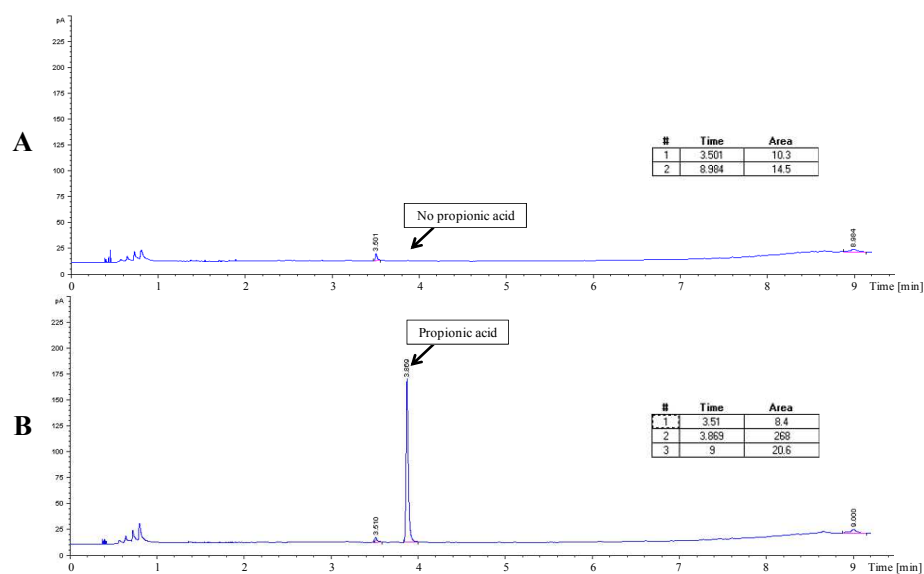 pA
225
200
175
150
125
100
75
50
25
0
A
No propionic acid
3.501
8.984
# Time Area
1 3.501 10.3
2 8.984 14.5
0 1 2 3 4 5 6 7 8 9 Time [min]
pA
225
200
175
150
125
100
75
50
25
0
B
Propionic acid
3.869
3.510
9.000
# Time Area
1 3.51 8.4
2 3.869 268
3 9 20.6
0 1 2 3 4 5 6 7 8 9 Time [min]